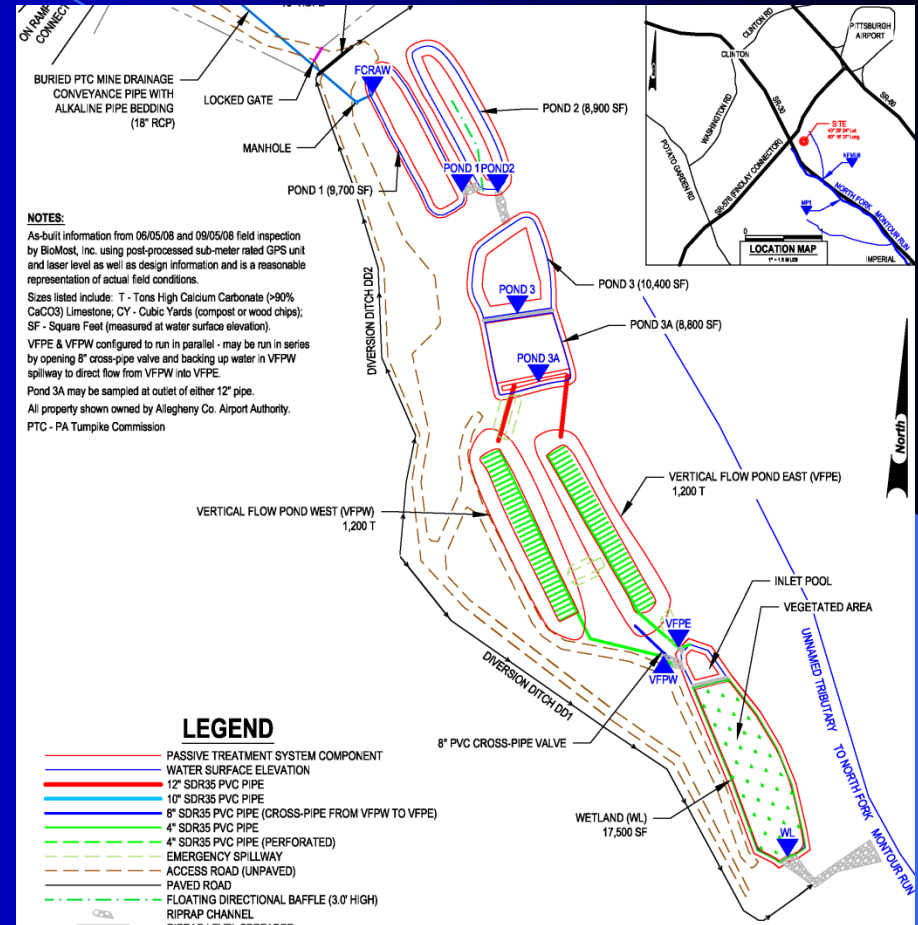 ON RAMP
BURIED PTC MINE DRAINAGE
CONVEYANCE PIPE WITH
ALKALINE PIPE BEDDING
(18" RCP)
LOCKED GATE
MANHOLE
FCRAW
POND 2 (8,900 SF)
POND 1
POND2
POND 1 (9,700 SF)
NOTES:
As-built information from 06/05/08 and 09/05/08 field inspection
by BioMost, Inc. using post-processed sub-meter rated GPS unit
and laser level as well as design information and is a reasonable
representation of actual field conditions.
Sizes listed include: T - Tons High Calcium Carbonate (>90%
CaCO3) Limestone; CY - Cubic Yards (compost or wood chips);
SF - Square Feet (measured at water surface elevation).
VFPE & VFPW configured to run in parallel - may be run in series
by opening 8" cross-pipe valve and backing up water in VFPW
spillway to direct flow from VFPW into VFPE.
Pond 3A may be sampled at outlet of either 12" pipe.
All property shown owned by Allegheny Co. Airport Authority.
PTC - PA Turnpike Commission
CLINTON RD
PITTSBURGH
AIRPORT
CLINTON
SR-30
SR-60
WASHINGTON RD
SITE
POTATO GARDEN RD
SR-576 (FINDLAY CONNECTOR)
MP1
NORTH FORK MONTOUR RUN
LOCATION MAP
IMPERIAL
DIVERSION DITCH DD2
POND 3
POND 3 (10,400 SF)
POND 3A (8,800 SF)
POND 3A
North
VERTICAL FLOW POND EAST (VFPE)
1,200 T
VERTICAL FLOW POND WEST (VFPW)
1,200 T
INLET POOL
VEGETATED AREA
VFPE
VFPW
UNNAMED TRIBUTARY TO NORTH FORK MONTOUR RUN
DIVERSION DITCH DD1
8" PVC CROSS-PIPE VALVE
WETLAND (WL)
17,500 SF
WL
LEGEND
PASSIVE TREATMENT SYSTEM COMPONENT
WATER SURFACE ELEVATION
12" SDR35 PVC PIPE
10" SDR35 PVC PIPE
8" SDR35 PVC PIPE (CROSS-PIPE FROM VFPW TO VFPE)
4" SDR35 PVC PIPE
4" SDR35 PVC PIPE (PERFORATED)
EMERGENCY SPILLWAY
ACCESS ROAD (UNPAVED)
PAVED ROAD
FLOATING DIRECTIONAL BAFFLE (3.0' HIGH)
RIPRAP CHANNEL